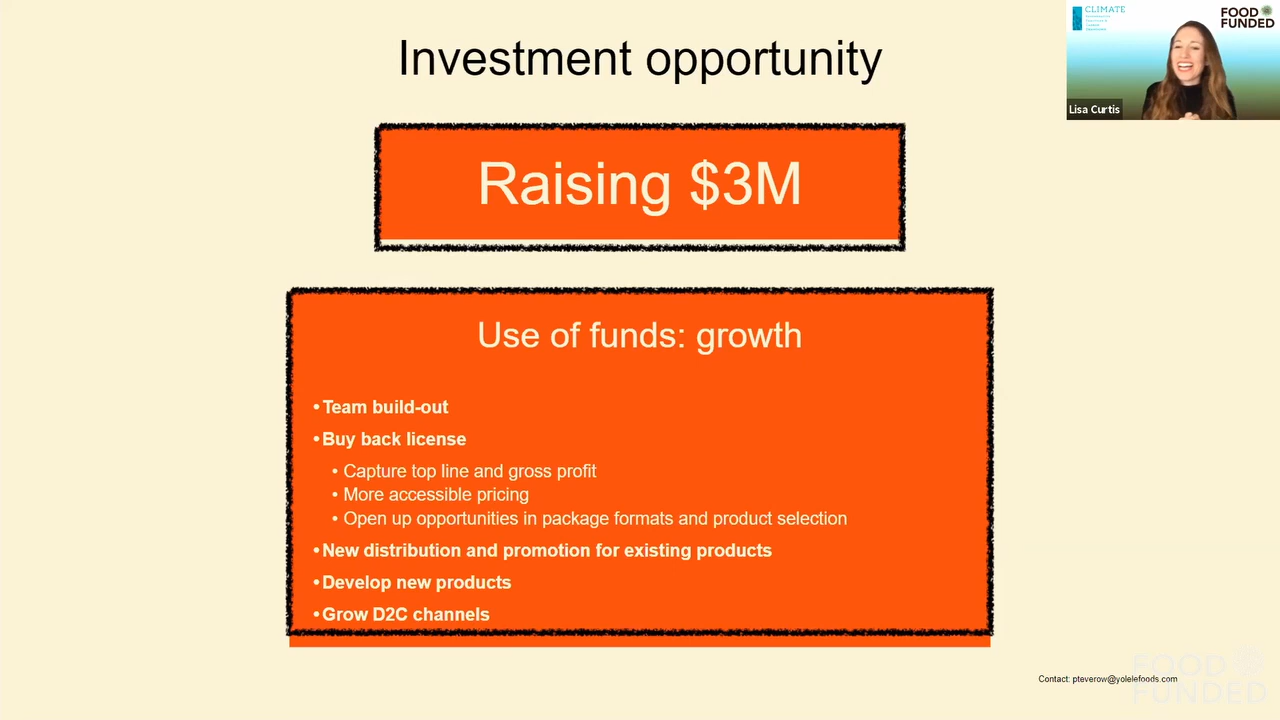 Investment opportunity
CLIMATE
FOOD
FUNDED
Lisa Curtis
Raising $3M
Use of funds: growth
•Team build-out
•Buy back license
• Capture top line and gross profit
• More accessible pricing
• Open up opportunities in package formats and product selection
•New distribution and promotion for existing products
•Develop new products
•Grow D2C channels
Contact: pteverow@yolelefoods.com
FOOD
FUNDED